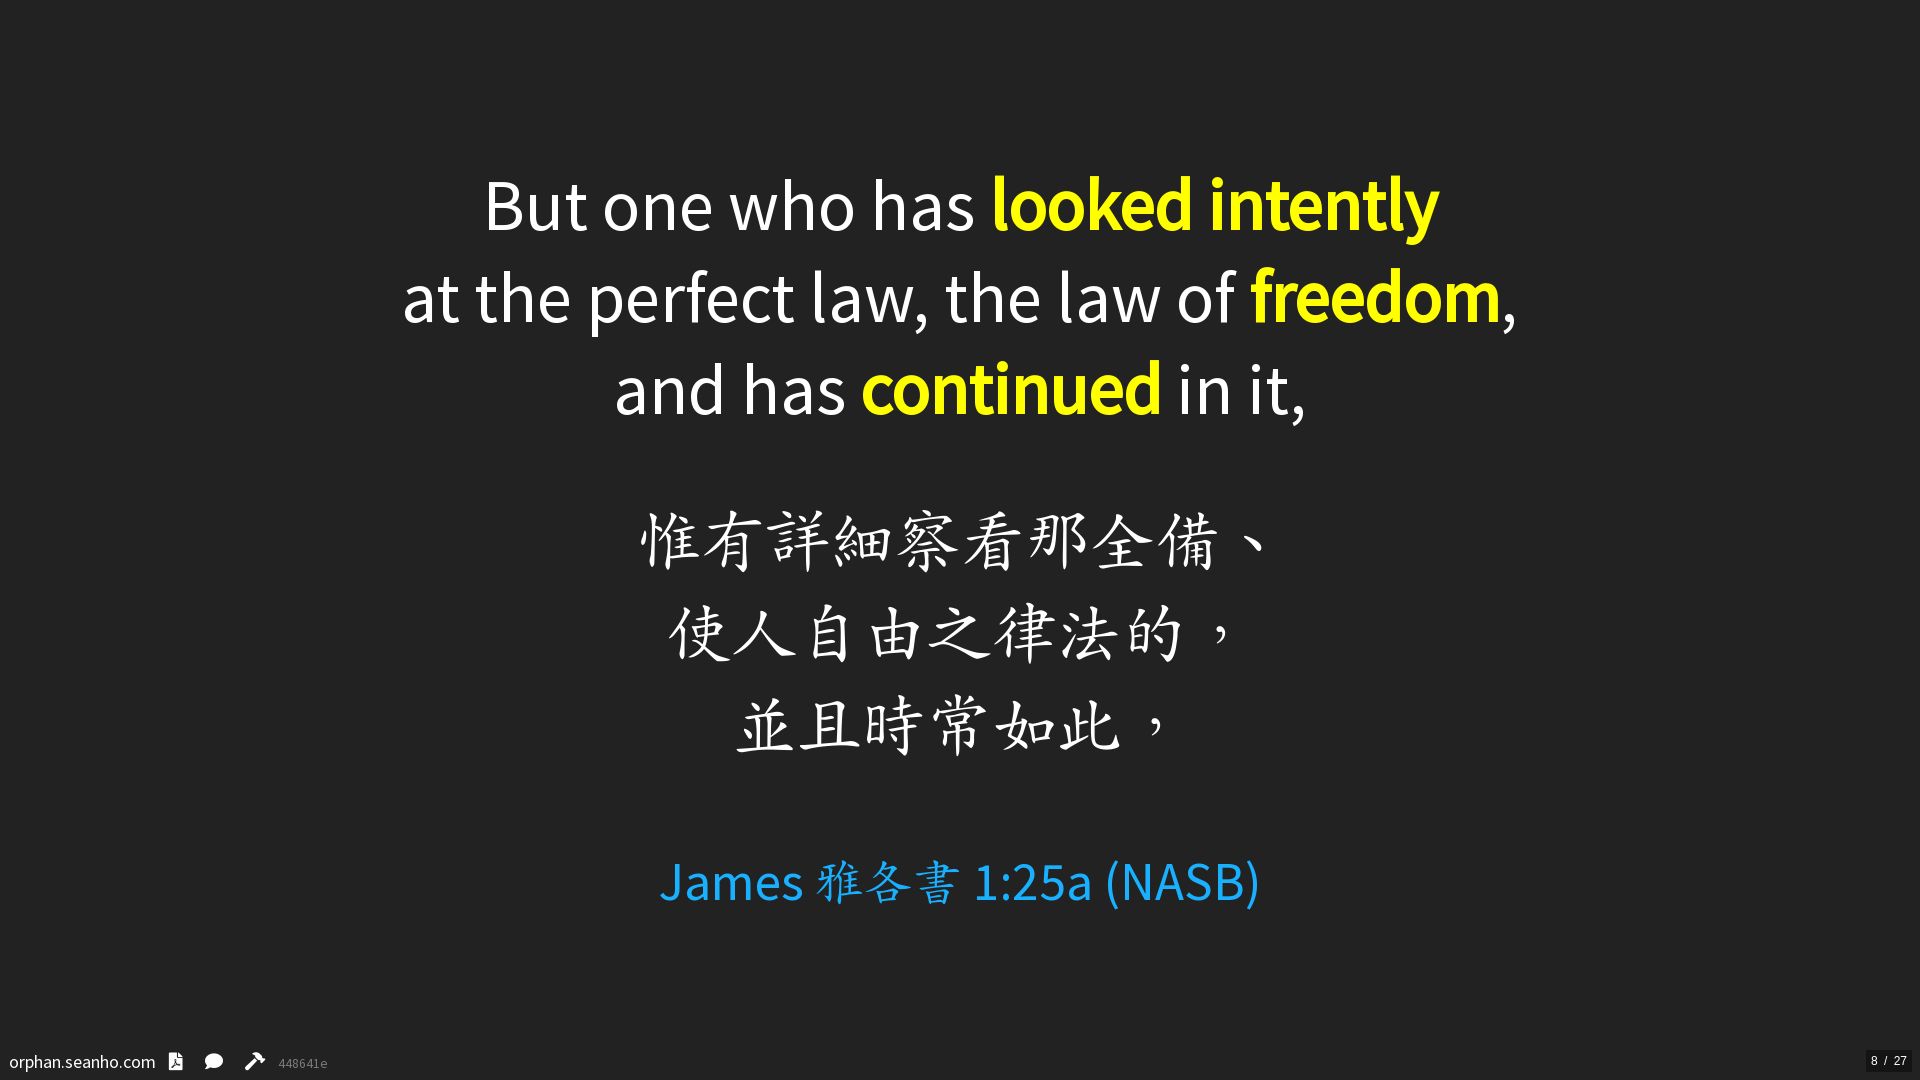 But one who has looked intently
at the perfect law, the law of freedom,
and has continued in it,
惟有詳細察看那全備、
使人自由之律法的，
並且時常如此，
James 雅各書 1:25a (NASB)
orphan.seanho.com 448641e
8 / 27